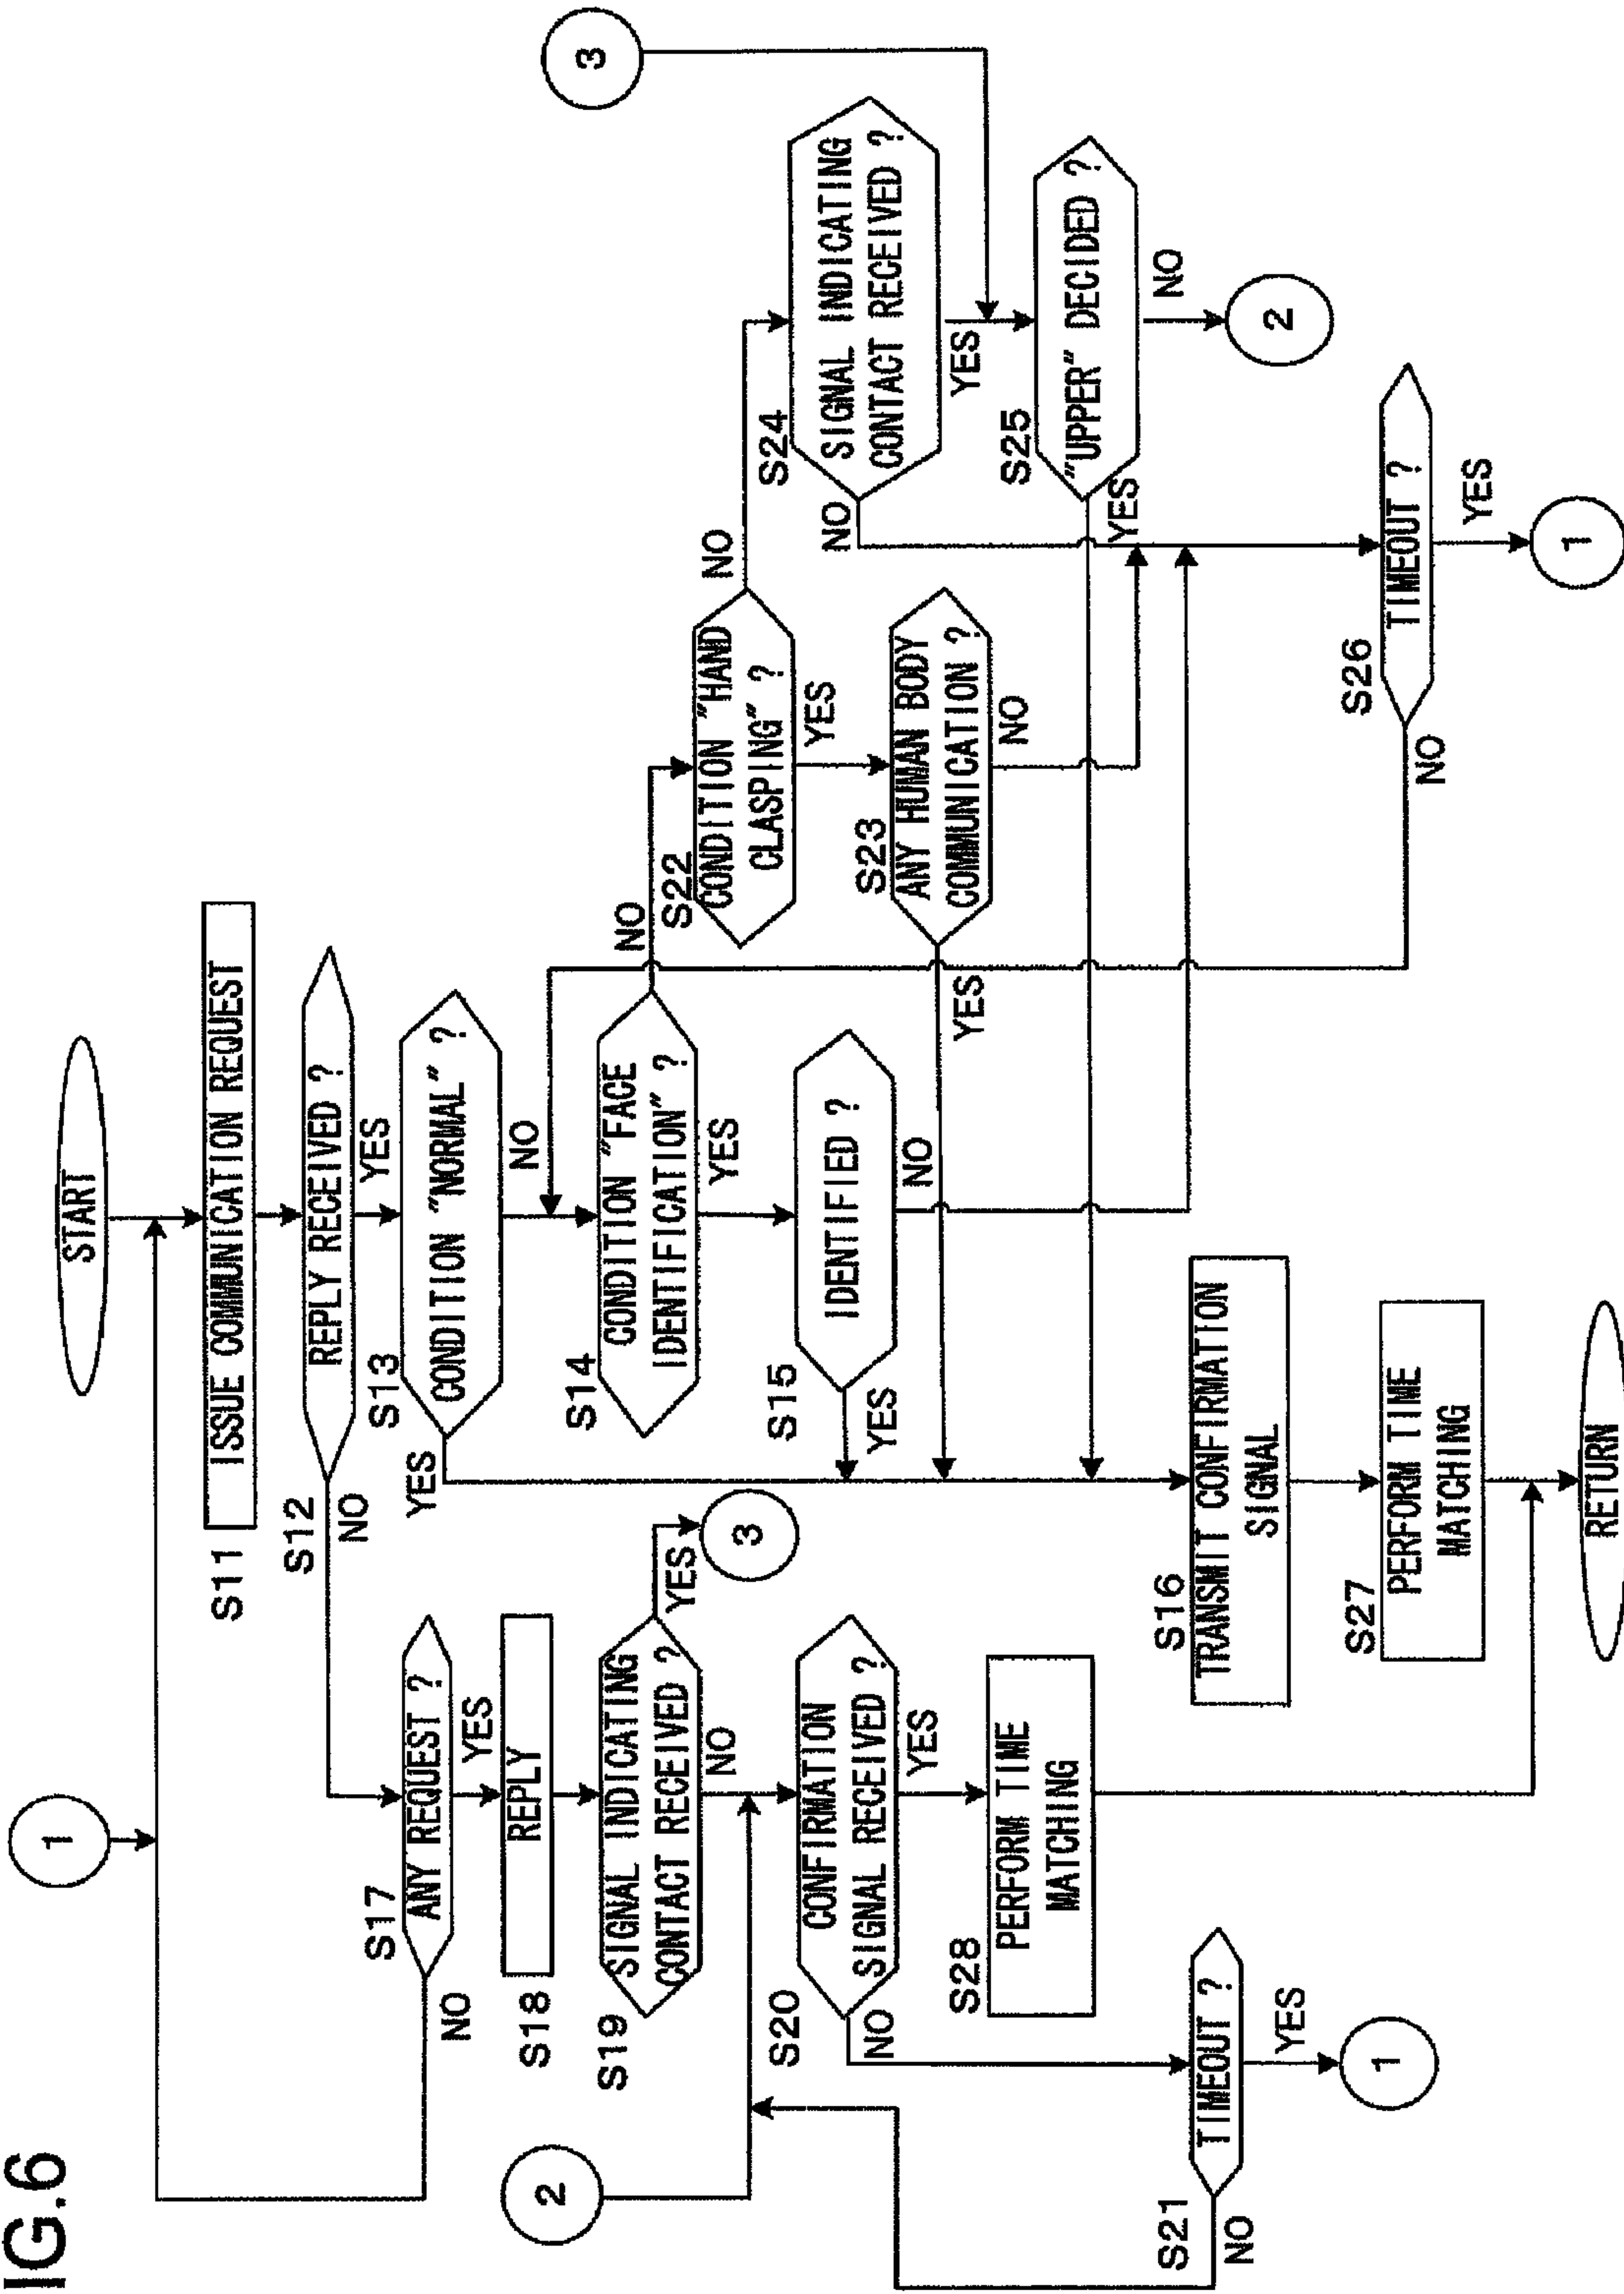 IG.6
1
START
S11
ISSUE COMMUNICATION REQUEST
S12
REPLY RECEIVED ?
NO
YES
S13
CONDITION "NORMAL" ?
YES
NO
S14
CONDITION "FACE
IDENTIFICATION" ?
NO
YES
S15
IDENTIFIED ?
YES
NO
S16
TRANSMIT CONFIRMATION
SIGNAL
S27
PERFORM TIME
MATCHING
RETURN
S17
ANY REQUEST ?
NO
YES
S18
REPLY
S19
SIGNAL INDICATING
CONTACT RECEIVED ?
YES
3
NO
2
S20
CONFIRMATION
SIGNAL RECEIVED ?
NO
YES
S28
PERFORM TIME
MATCHING
S21
TIMEOUT ?
NO
YES
1
S22
CONDITION "HAND
CLASPING" ?
NO
YES
S23
ANY HUMAN BODY
COMMUNICATION ?
YES
NO
3
S24
SIGNAL INDICATING
CONTACT RECEIVED ?
NO
YES
S25
"UPPER" DECIDED ?
YES
NO
2
S26
TIMEOUT ?
NO
YES
1